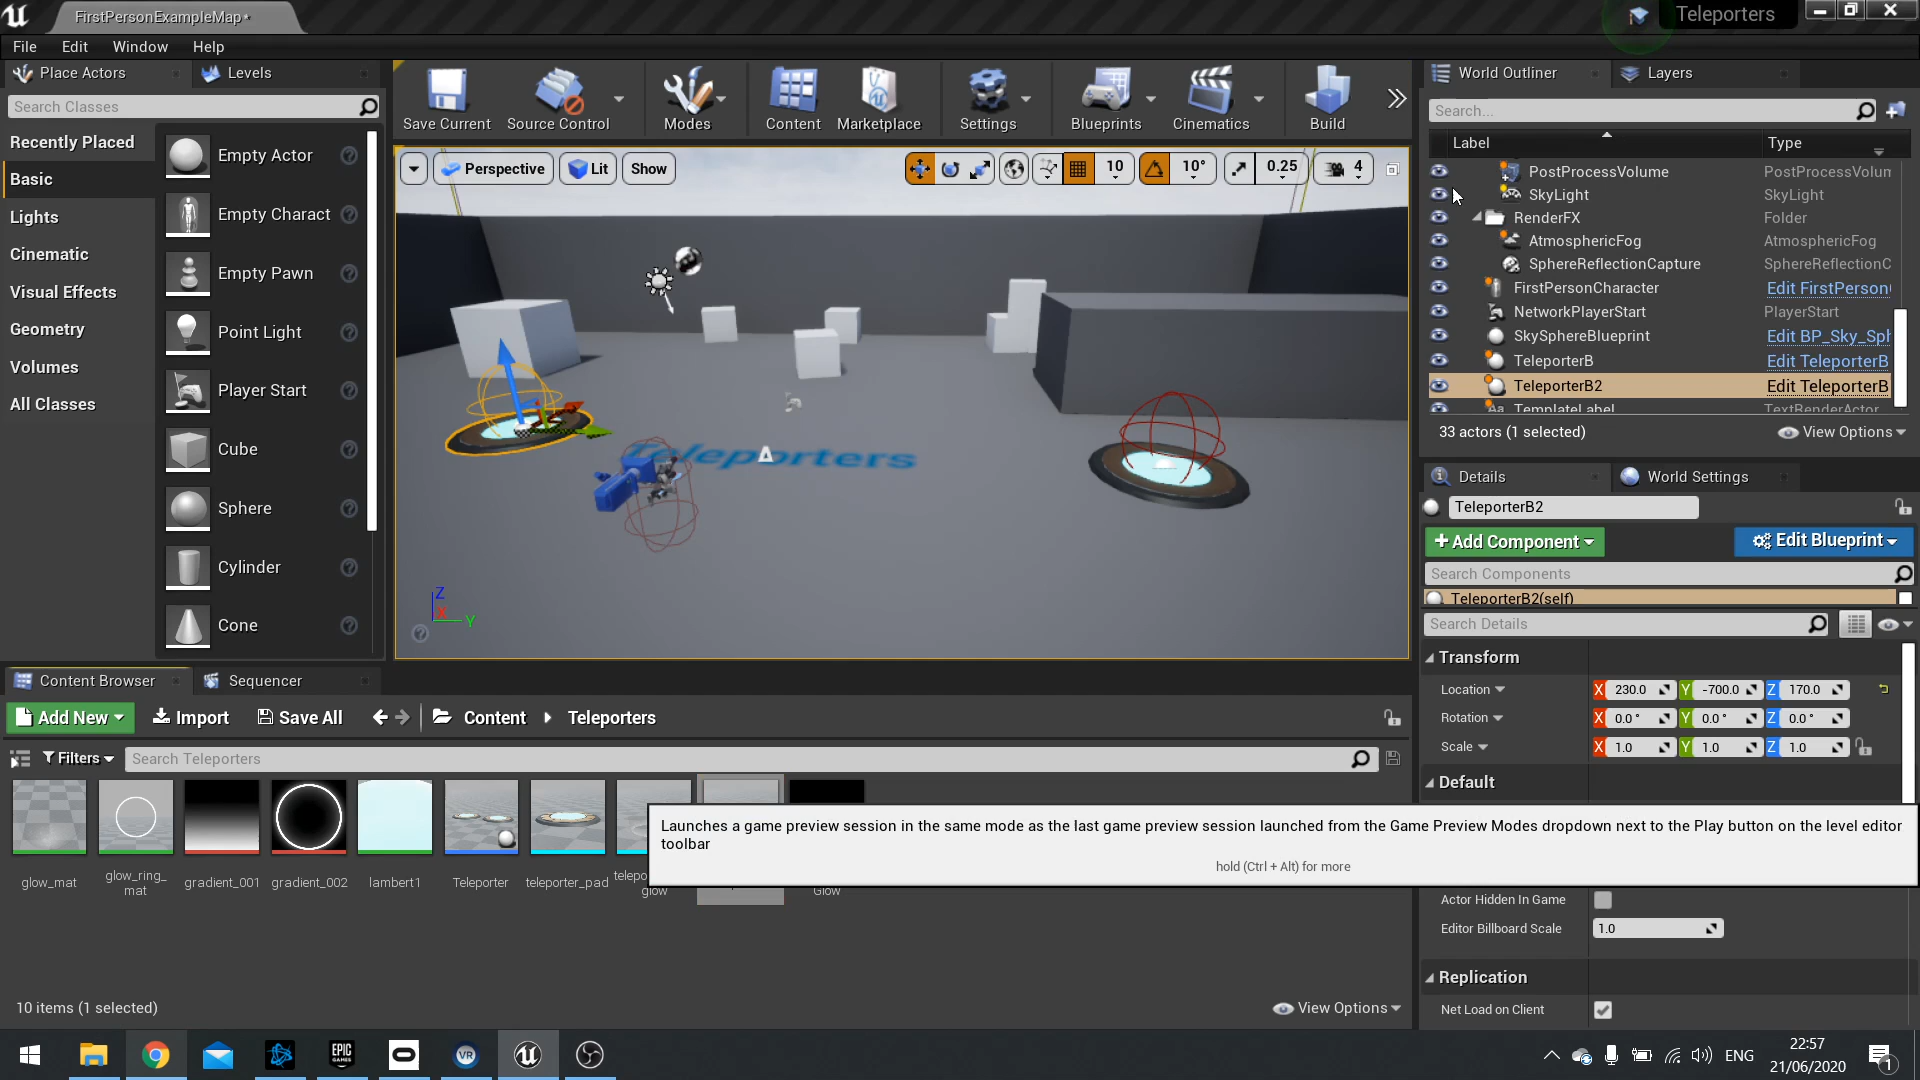 FirstPersonExampleMap*
Teleporters
File Edit Window Help
Place Actors
Levels
Search Classes
Recently Placed
Basic
Lights
Cinematic
Visual Effects
Geometry
Volumes
All Classes
Empty Actor
Empty Charact
Empty Pawn
Point Light
Player Start
Cube
Sphere
Cylinder
Cone
Save Current
Source Control
Modes
Content
Marketplace
Settings
Blueprints
Cinematics
Build
Perspective
Lit
Show
10
10°
0.25
4
Teleporters
Z
X
Y
World Outliner
Layers
Search...
Label
Type
PostProcessVolume PostProcessVolum
SkyLight SkyLight
RenderFX Folder
AtmosphericFog AtmosphericFog
SphereReflectionCapture SphereReflectionC
FirstPersonCharacter Edit FirstPerson
NetworkPlayerStart PlayerStart
SkySphereBlueprint Edit BP_Sky_Sph
TeleporterB Edit TeleporterB
TeleporterB2 Edit TeleporterB
TemplateLabel TextRenderActor
33 actors (1 selected)
View Options
Details
World Settings
TeleporterB2
+Add Component
Edit Blueprint
Search Components
TeleporterB2(self)
Search Details
Transform
Location X 230.0 Y -700.0 Z 170.0
Rotation X 0.0 ° Y 0.0 ° Z 0.0 °
Scale X 1.0 Y 1.0 Z 1.0
Default
Actor Hidden In Game
Editor Billboard Scale 1.0
Replication
Net Load on Client
Content Browser
Sequencer
Add New
Import
Save All
Content
Teleporters
Filters
Search Teleporters
glow_mat
glow_ring_
mat
gradient_001
gradient_002
lambert1
Teleporter
teleporter_pad
telepo
glow
Glow
Launches a game preview session in the same mode as the last game preview session launched from the Game Preview Modes dropdown next to the Play button on the level editor
toolbar
hold (Ctrl + Alt) for more
10 items (1 selected)
View Options
EPIC
GAMES
VR
ENG
22:57
21/06/2020
1